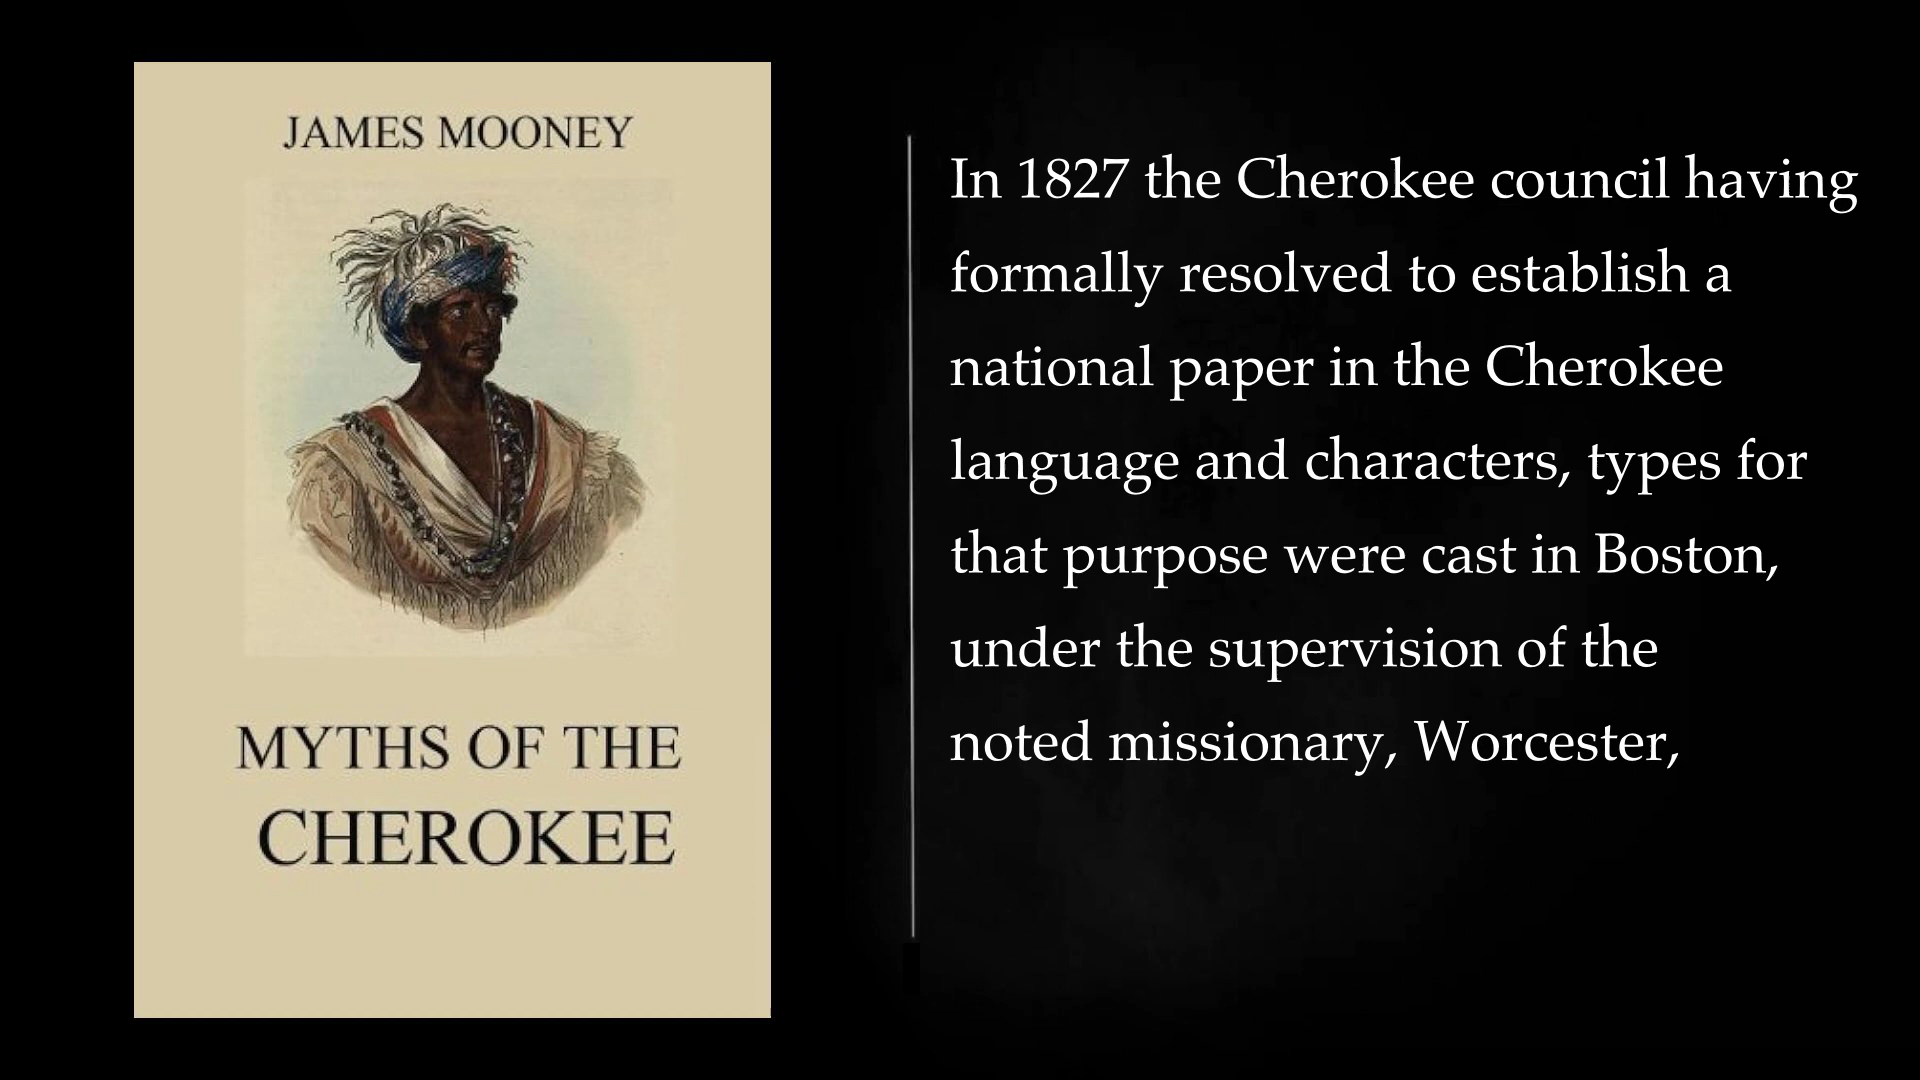 JAMES MOONEY
MYTHS OF THE
CHEROKEE
In 1827 the Cherokee council having
formally resolved to establish a
national paper in the Cherokee
language and characters, types for
that purpose were cast in Boston,
under the supervision of the
noted missionary, Worcester,